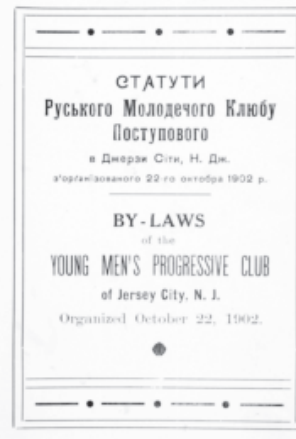 СТАТУТИ
Руського Молодечого Клюбу
Поступового
в Джерзи Сіти, Н. Дж.
зʼорґанізованого 22-го октобра 1902 р.
BY-LAWS
of the
YOUNG MEN'S PROGRESSIVE CLUB
of Jersey City, N. J.
Organized October 22, 1902.